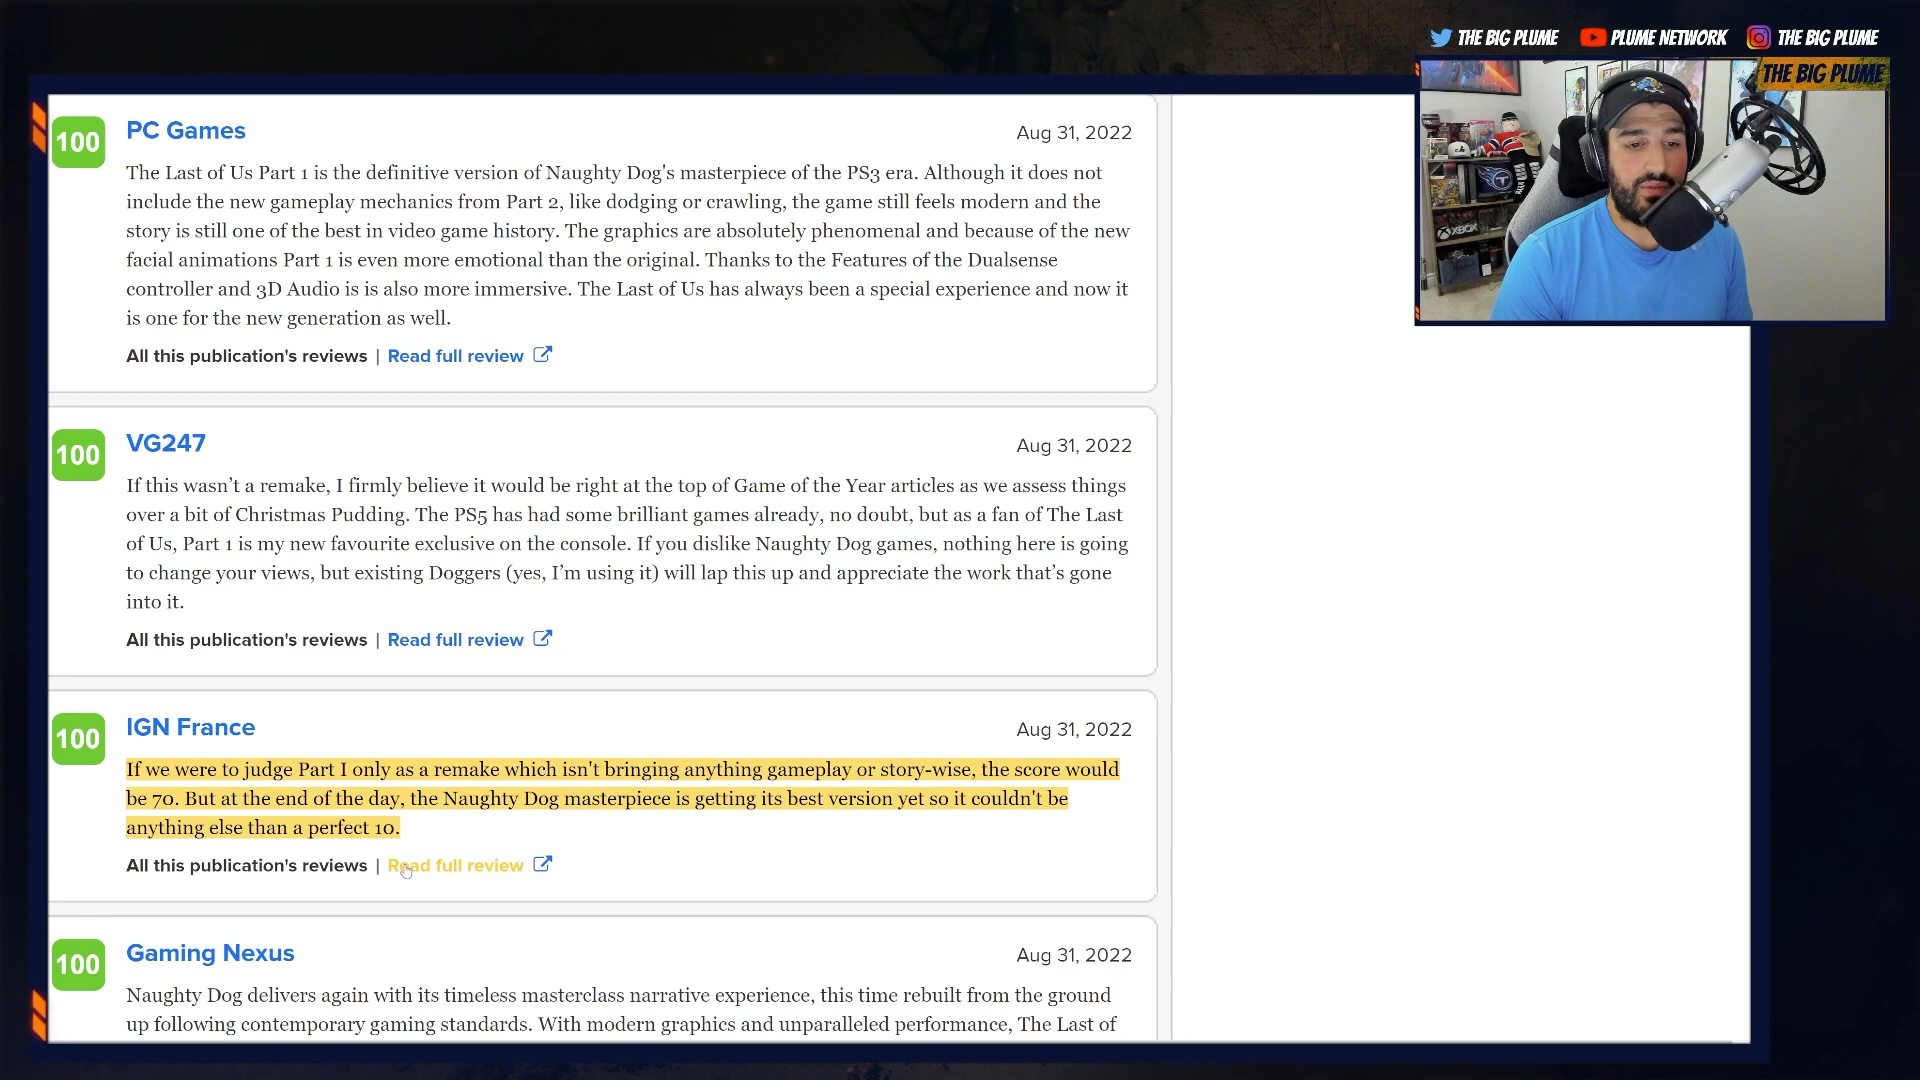 THE BIG PLUME PLUME NETWORK THE BIG PLUME
THE BIG PLUME
XBOX
100 PC Games Aug 31, 2022
The Last of Us Part 1 is the definitive version of Naughty Dog's masterpiece of the PS3 era. Although it does not
include the new gameplay mechanics from Part 2, like dodging or crawling, the game still feels modern and the
story is still one of the best in video game history. The graphics are absolutely phenomenal and because of the new
facial animations Part 1 is even more emotional than the original. Thanks to the Features of the Dualsense
controller and 3D Audio is is also more immersive. The Last of Us has always been a special experience and now it
is one for the new generation as well.
All this publication's reviews | Read full review
100 VG247 Aug 31, 2022
If this wasn’t a remake, I firmly believe it would be right at the top of Game of the Year articles as we assess things
over a bit of Christmas Pudding. The PS5 has had some brilliant games already, no doubt, but as a fan of The Last
of Us, Part 1 is my new favourite exclusive on the console. If you dislike Naughty Dog games, nothing here is going
to change your views, but existing Doggers (yes, I’m using it) will lap this up and appreciate the work that’s gone
into it.
All this publication's reviews | Read full review
100 IGN France Aug 31, 2022
If we were to judge Part I only as a remake which isn't bringing anything gameplay or story-wise, the score would
be 70. But at the end of the day, the Naughty Dog masterpiece is getting its best version yet so it couldn't be
anything else than a perfect 10.
All this publication's reviews | Read full review
100 Gaming Nexus Aug 31, 2022
Naughty Dog delivers again with its timeless masterclass narrative experience, this time rebuilt from the ground
up following contemporary gaming standards. With modern graphics and unparalleled performance, The Last of